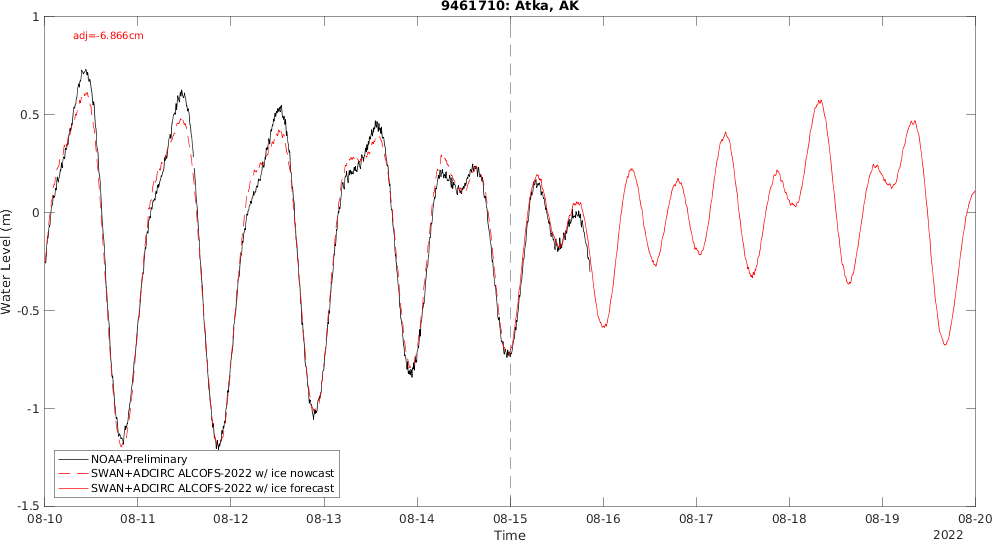 9461710: Atka, AK
adj=-6.866cm
1
0.5
0
-0.5
-1
-1.5
Water Level (m)
NOAA-Preliminary
SWAN+ADCIRC ALCOFS-2022 w/ ice nowcast
SWAN+ADCIRC ALCOFS-2022 w/ ice forecast
08-10 08-11 08-12 08-13 08-14 08-15 08-16 08-17 08-18 08-19 08-20
Time
2022